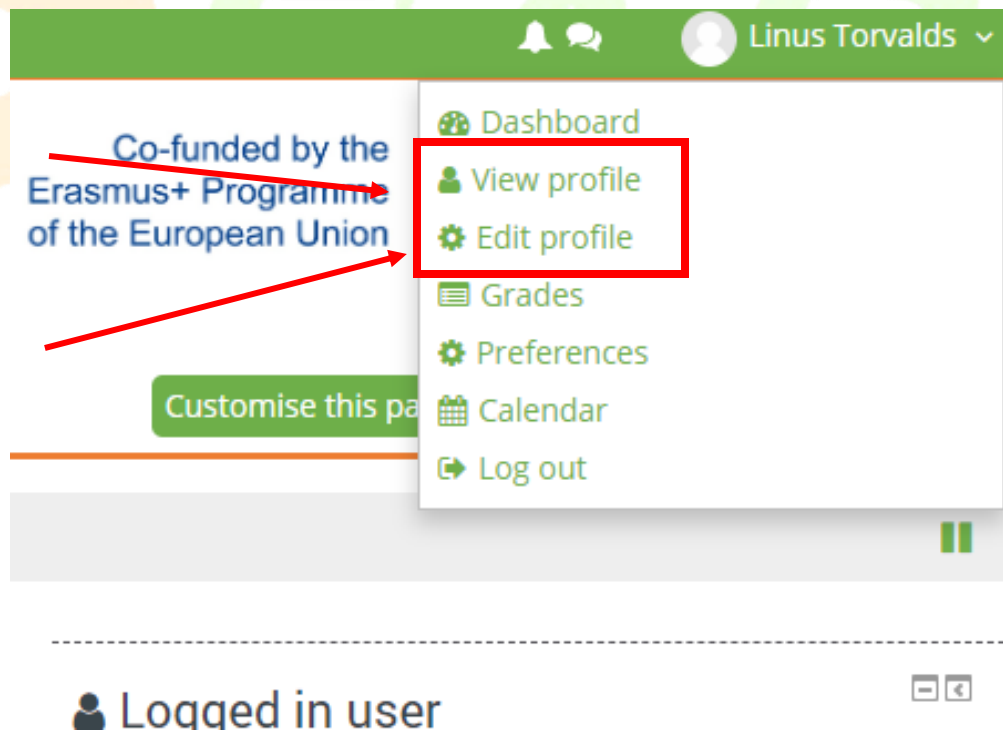 Linus Torvalds
Co-funded by the
Erasmus+ Programme
of the European Union
Dashboard
View profile
Edit profile
Grades
Preferences
Calendar
Log out
Customise this pa
Logged in user